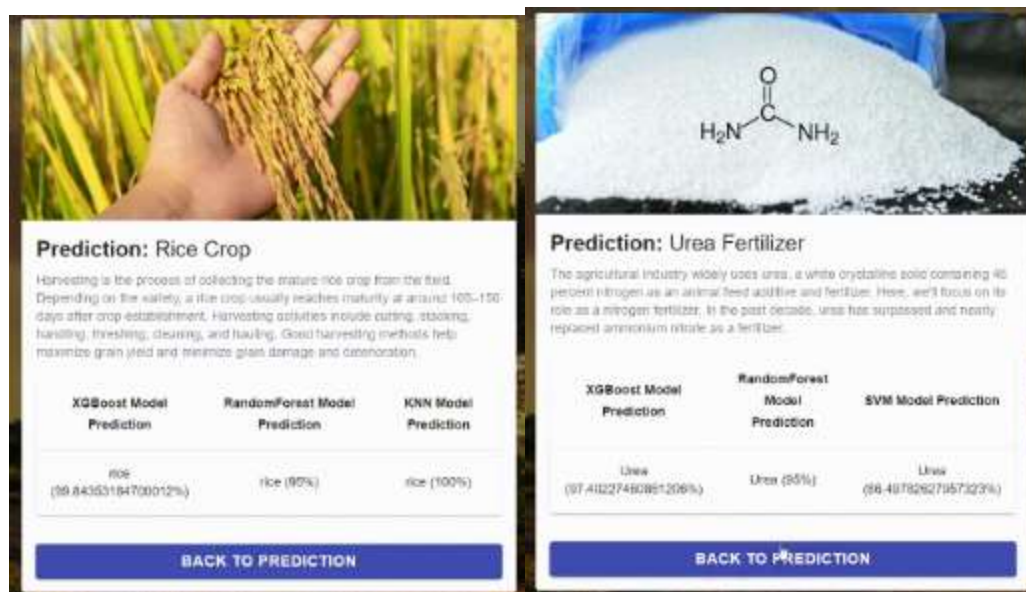 Prediction: Rice Crop
Harvesting is the process of collecting the mature rice crop from the field.
Depending on the variety, a rice crop usually reaches maturity at around 105–150
days after crop establishment. Harvesting activities include cutting, stacking,
handling, threshing, cleaning, and hauling. Good harvesting methods help
maximize grain yield and minimize grain damage and deterioration.
XGBoost Model
Prediction
RandomForest Model
Prediction
KNN Model
Prediction
rice
rice (95%)
rice (100%)
BACK TO PREDICTION
O
C
H₂N
NH₂
Prediction: Urea Fertilizer
The agricultural industry widely uses urea, a white crystalline solid containing 46
percent nitrogen as an animal feed additive and fertilizer. Here, we'll focus on its
role as a nitrogen fertilizer. In the past decade, urea has surpassed and nearly
replaced ammonium nitrate as a fertilizer.
XGBoost Model
Prediction
RandomForest
Model
Prediction
SVM Model Prediction
Urea
Urea (95%)
Urea
BACK TO PREDICTION